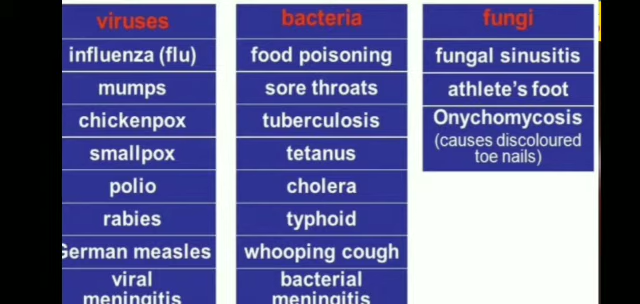 viruses
influenza (flu)
mumps
chickenpox
smallpox
polio
rabies
German measles
viral
meningitis
bacteria
food poisoning
sore throats
tuberculosis
tetanus
cholera
typhoid
whooping cough
bacterial
meningitis
fungi
fungal sinusitis
athlete's foot
Onychomycosis
(causes discoloured
toe nails)